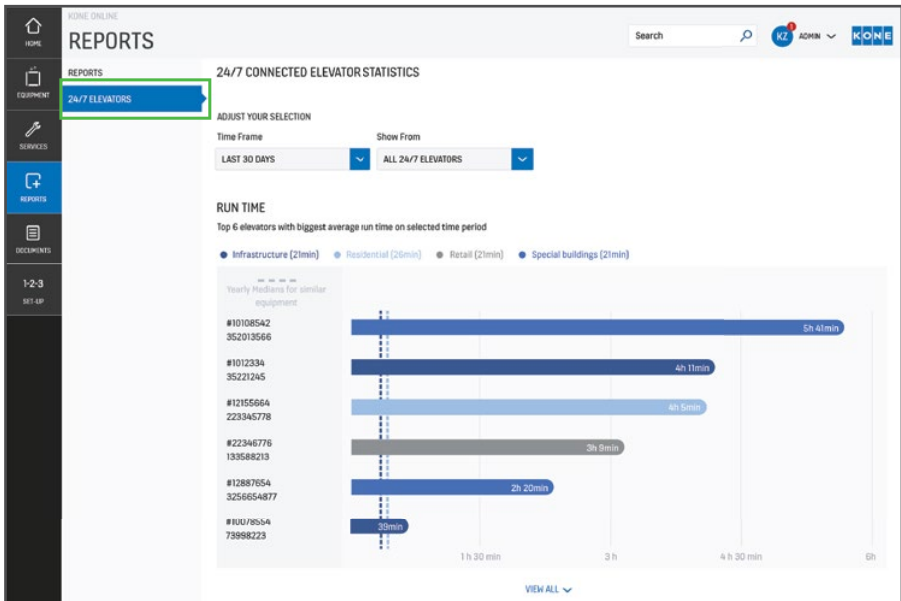 KONE ONLINE
REPORTS
Search
KZ
1
ADMIN
KONE
HOME
EQUIPMENT
SERVICES
REPORTS
DOCUMENTS
1-2-3
SET-UP
REPORTS
24/7 ELEVATORS
24/7 CONNECTED ELEVATOR STATISTICS
ADJUST YOUR SELECTION
Time Frame
Show From
LAST 30 DAYS
ALL 24/7 ELEVATORS
RUN TIME
Top 6 elevators with biggest average run time on selected time period
Infrastructure (21min)
Residential (26min)
Retail (21min)
Special buildings (21min)
Yearly Medians for similar
equipment
#10108542
352013566
5h 41min
#1012334
35221245
4h 11min
#12155664
223345778
4h 5min
#22346776
133588213
3h 9min
#12887654
3256654877
2h 20min
#10078554
73998223
39min
1 h 30 min
3 h
4 h 30 min
6h
VIEW ALL